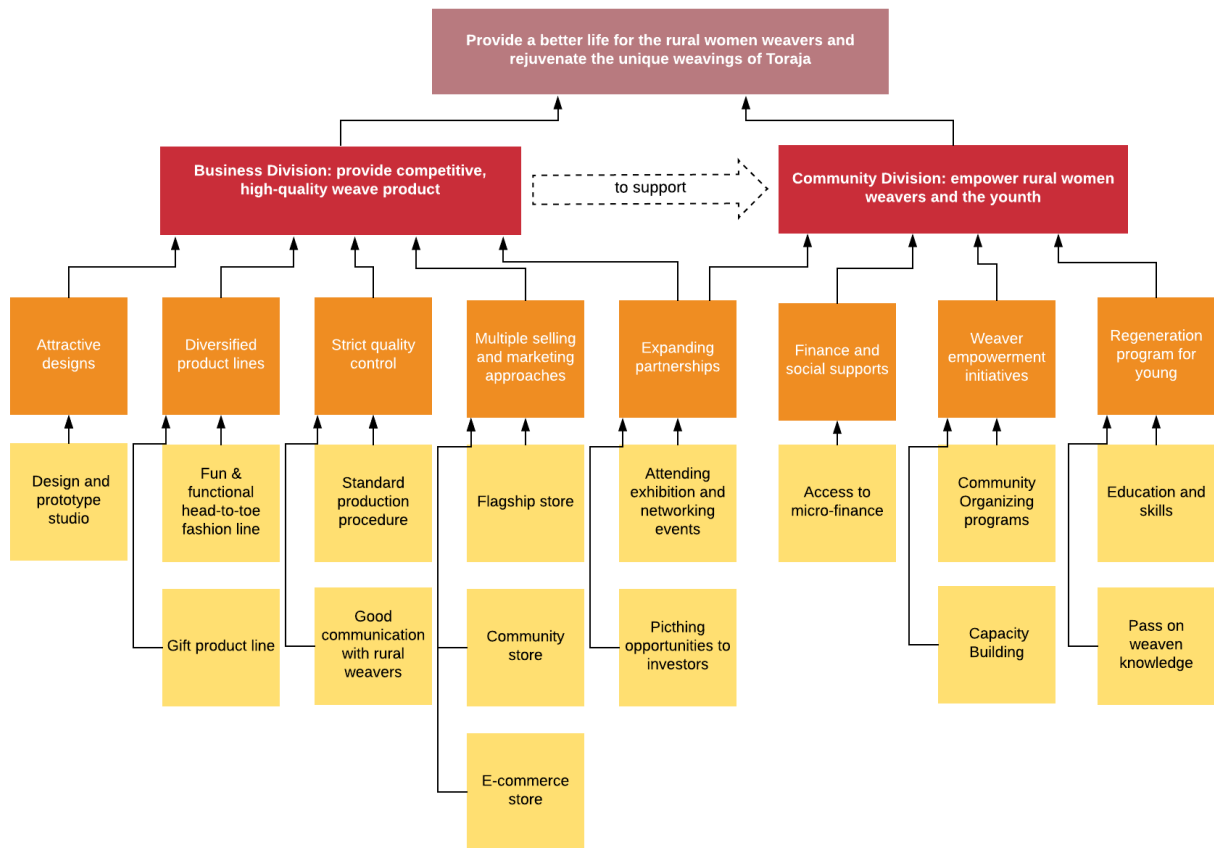 Provide a better life for the rural women weavers and
rejuvenate the unique weavings of Toraja
Business Division: provide competitive,
high-quality weave product
to support
Community Division: empower rural women
weavers and the younth
Attractive
designs
Diversified
product lines
Strict quality
control
Multiple selling
and marketing
approaches
Expanding
partnerships
Finance and
social supports
Weaver
empowerment
initiatives
Regeneration
program for
young
Design and
prototype
studio
Fun &
functional
head-to-toe
fashion line
Standard
production
procedure
Flagship store
Attending
exhibition and
networking
events
Access to
micro-finance
Community
Organizing
programs
Education and
skills
Gift product line
Good
communication
with rural
weavers
Community
store
Picthing
opportunities to
investors
Capacity
Building
Pass on
weaven
knowledge
E-commerce
store